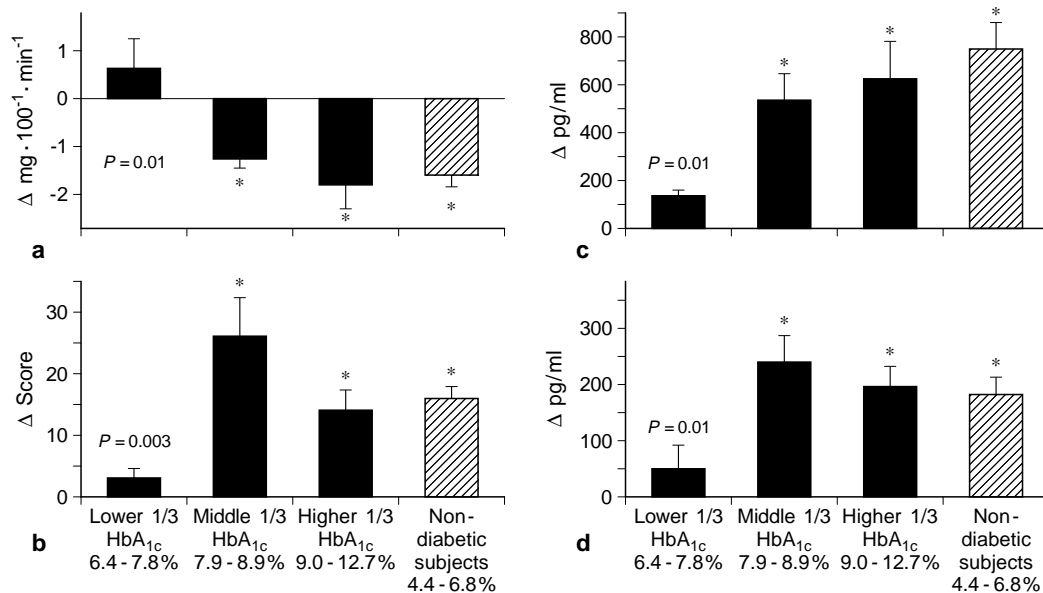 1
0
-1
-2
Δ mg · 100⁻¹ · min⁻¹
P = 0.01
*
*
*
a
30
20
10
0
Δ Score
P = 0.003
*
*
*
b
Lower 1/3
HbA₁c
6.4 - 7.8%
Middle 1/3
HbA₁c
7.9 - 8.9%
Higher 1/3
HbA₁c
9.0 - 12.7%
Non-
diabetic
subjects
4.4 - 6.8%
800
600
400
200
0
Δ pg/ml
P = 0.01
*
*
*
c
300
200
100
0
Δ pg/ml
P = 0.01
*
*
*
d
Lower 1/3
HbA₁c
6.4 - 7.8%
Middle 1/3
HbA₁c
7.9 - 8.9%
Higher 1/3
HbA₁c
9.0 - 12.7%
Non-
diabetic
subjects
4.4 - 6.8%